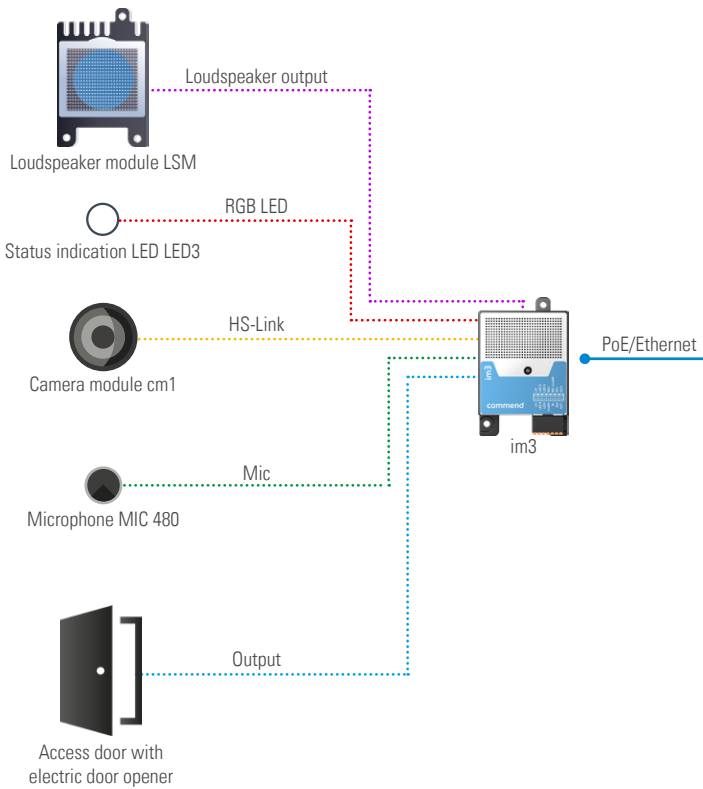 Loudspeaker output
Loudspeaker module LSM
RGB LED
Status indication LED LED3
HS-Link
Camera module cm1
PoE/Ethernet
im3
commend
im3
Mic
Microphone MIC 480
Output
Access door with
electric door opener